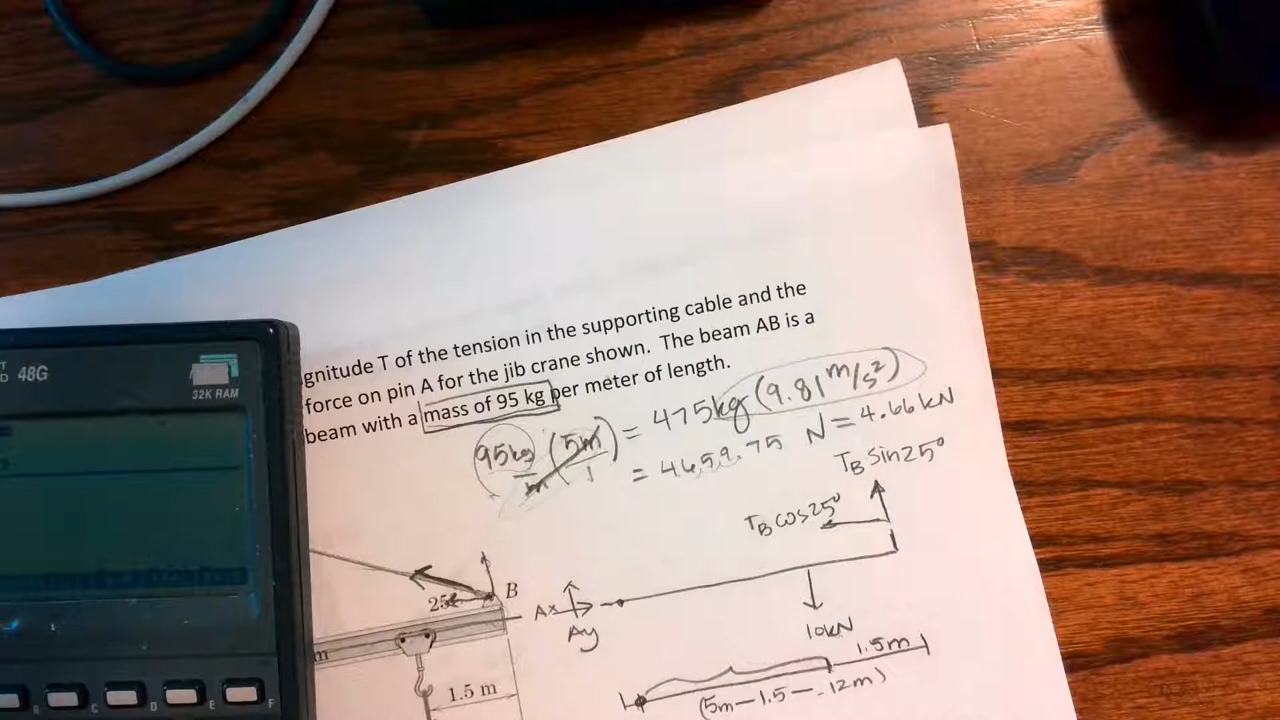 48G
32K RAM
gnitude T of the tension in the supporting cable and the
force on pin A for the jib crane shown. The beam AB is a
beam with a mass of 95 kg per meter of length.
95kg/m (5m/1) = 475kg (9.81 m/s²)
= 4659.75 N = 4.66 kN
T_B sin25°
T_B cos25°
25
B
Ax
Ay
10kN
m
1.5 m
1.5m
(5m-1.5-.12m)
B C D E F